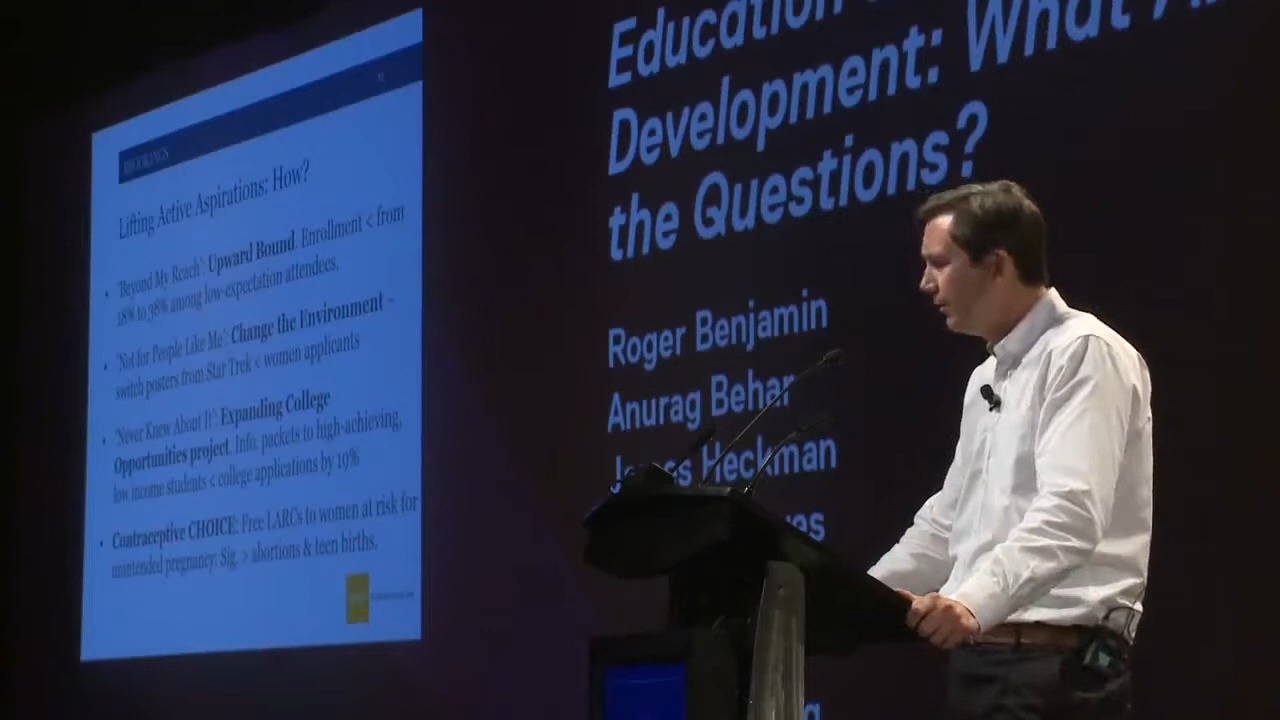 BROOKINGS
Lifting Active Aspirations: How?
'Beyond My Reach': Upward Bound. Enrollment < from
18% to 38% among low-expectation attendees.
'Not for People Like Me': Change the Environment –
switch posters from Star Trek < women applicants
'Never Knew About It': Expanding College
Opportunities project. Info. packets to high-achieving,
low income students < college applications by 19%
Contraceptive CHOICE: Free LARCs to women at risk for
unintended pregnancy: Sig. > abortions & teen births.
Education
Development: What
the Questions?
Roger Benjamin
Anurag Behar
Heckman